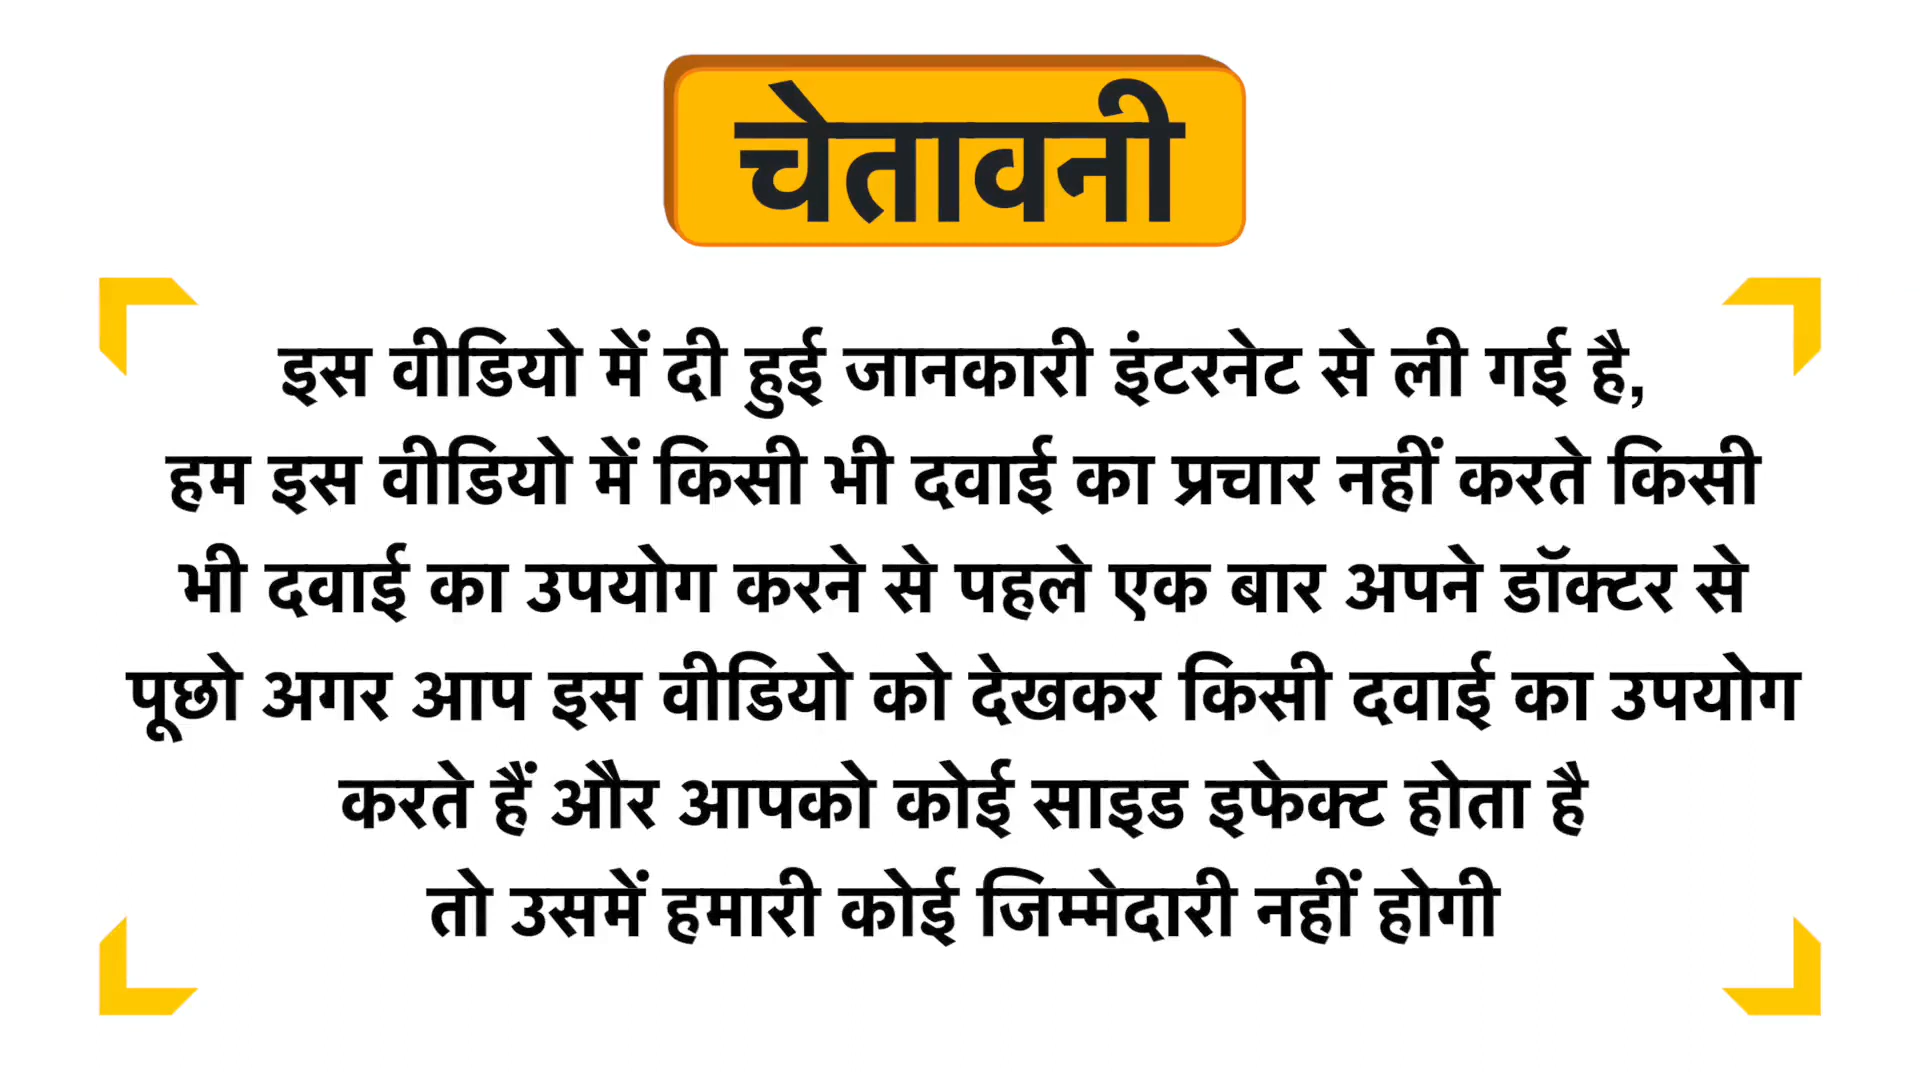 चेतावनी
इस वीडियो में दी हुई जानकारी इंटरनेट से ली गई है,
हम इस वीडियो में किसी भी दवाई का प्रचार नहीं करते किसी
भी दवाई का उपयोग करने से पहले एक बार अपने डॉक्टर से
पूछो अगर आप इस वीडियो को देखकर किसी दवाई का उपयोग
करते हैं और आपको कोई साइड इफेक्ट होता है
तो उसमें हमारी कोई जिम्मेदारी नहीं होगी